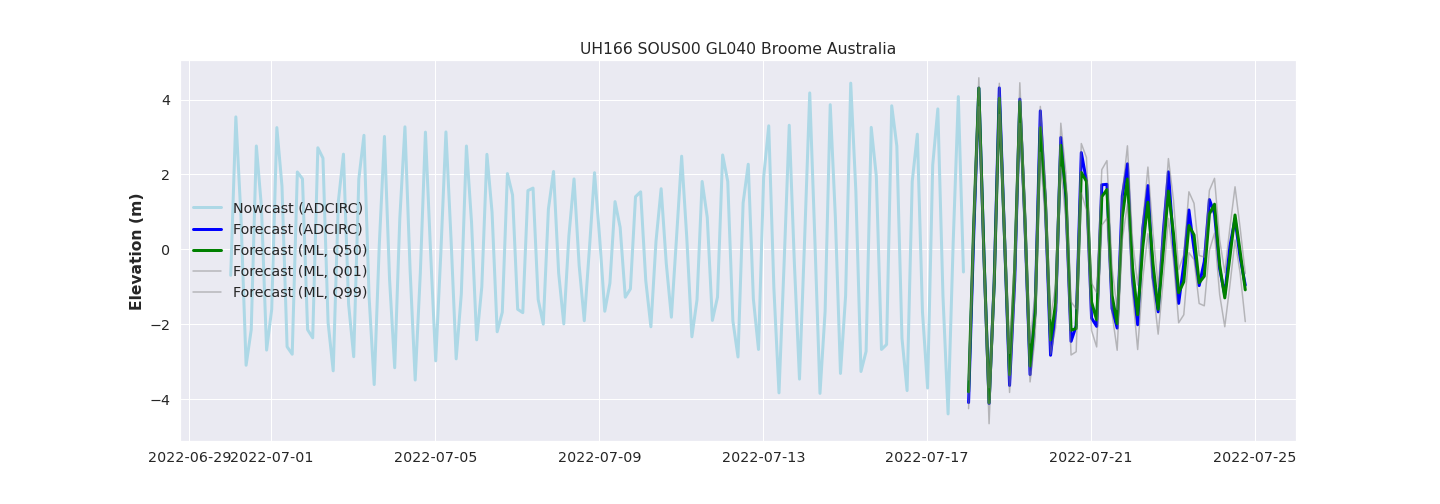 UH166 SOUS00 GL040 Broome Australia
Elevation (m)
4
2
0
−2
−4
Nowcast (ADCIRC)
Forecast (ADCIRC)
Forecast (ML, Q50)
Forecast (ML, Q01)
Forecast (ML, Q99)
2022-06-29 2022-07-01 2022-07-05 2022-07-09 2022-07-13 2022-07-17 2022-07-21 2022-07-25